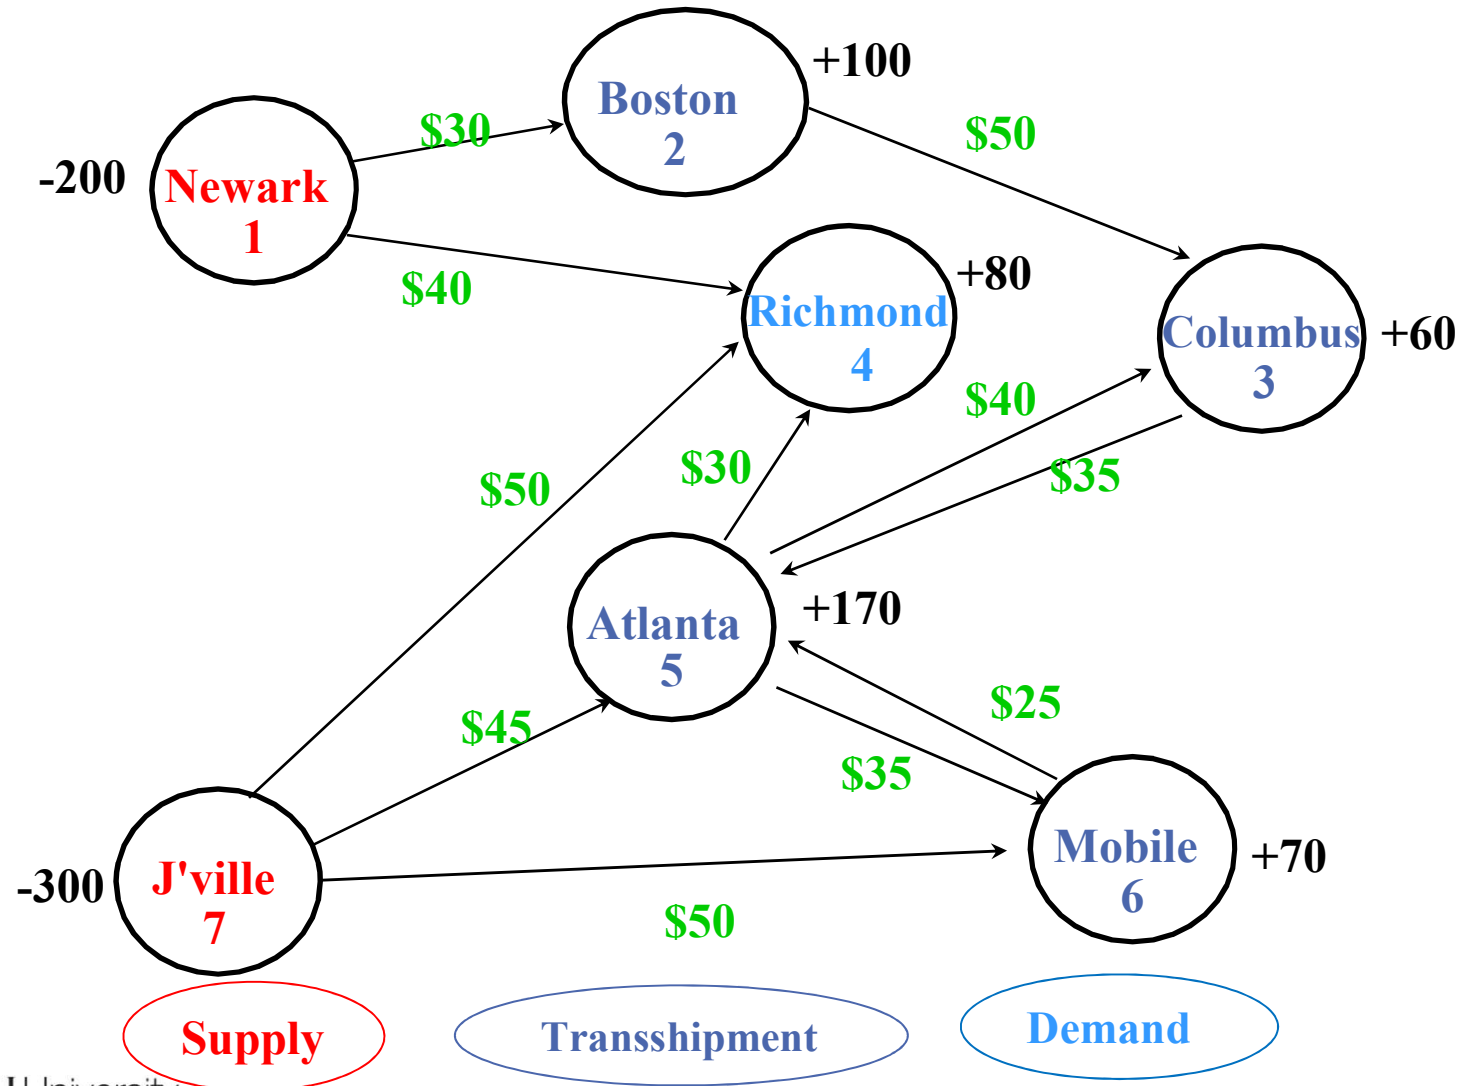 +100
Boston
2
$30
$50
-200
Newark
1
$40
+80
Richmond
4
Columbus
3
+60
$40
$35
$50
$30
Atlanta
5
+170
$45
$25
$35
-300
J'ville
7
$50
Mobile
6
+70
Supply
Transshipment
Demand